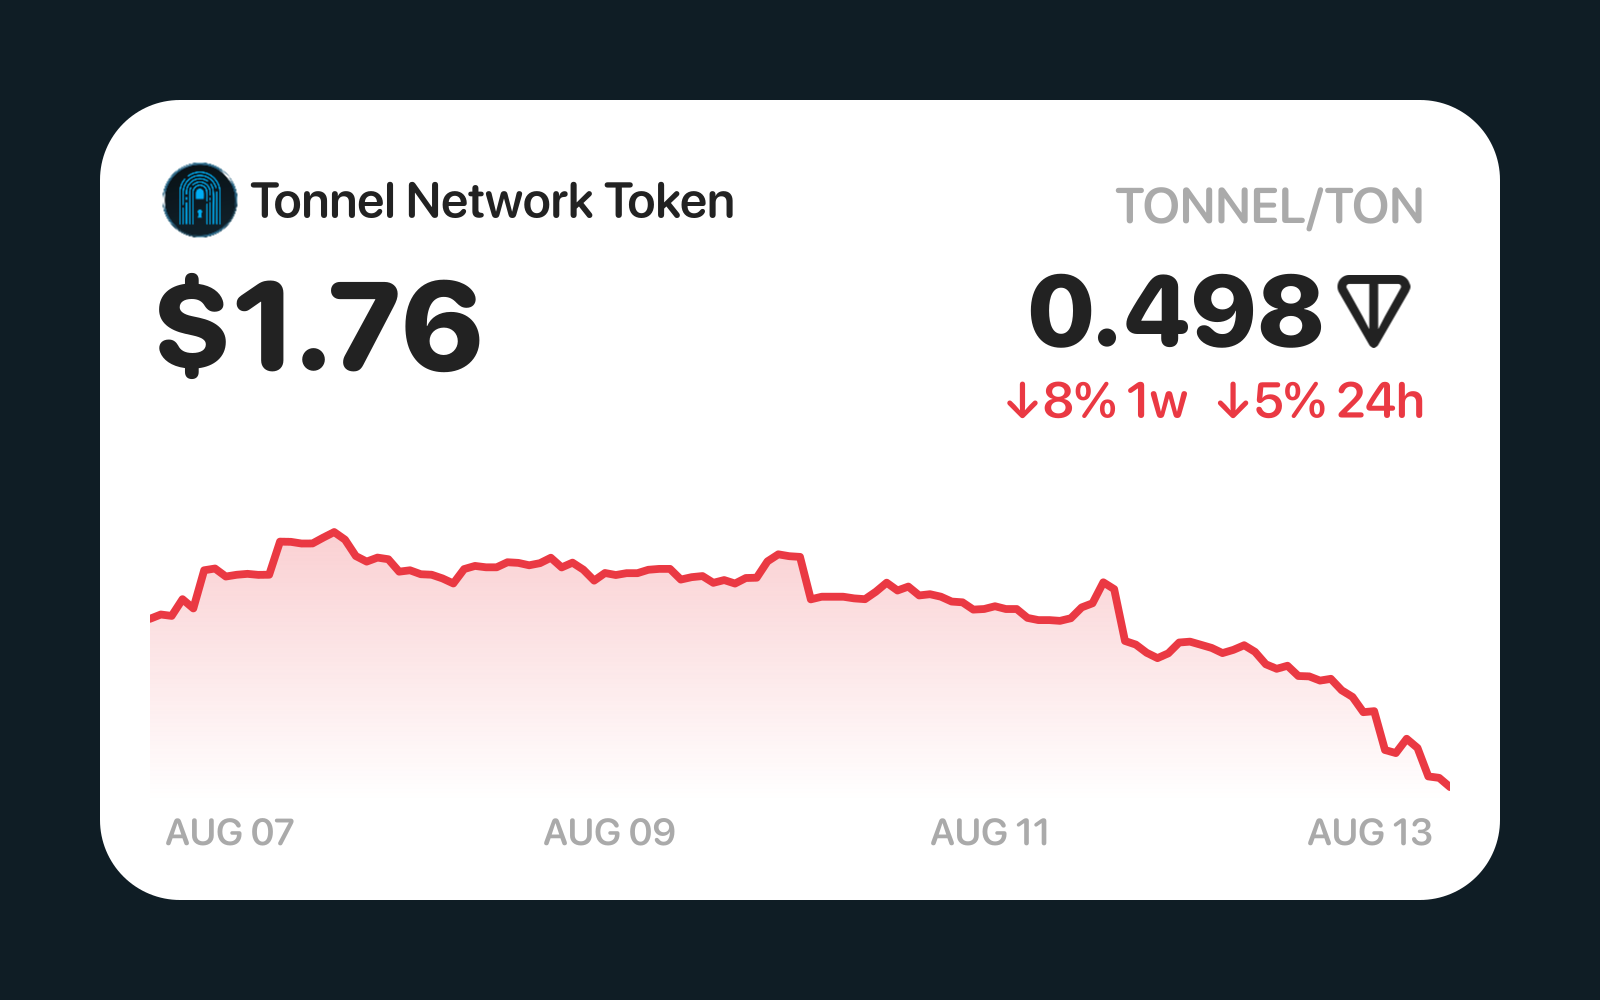 Tonnel Network Token
TONNEL/TON
$1.76
0.498
↓8% 1w ↓5% 24h
AUG 07 AUG 09 AUG 11 AUG 13